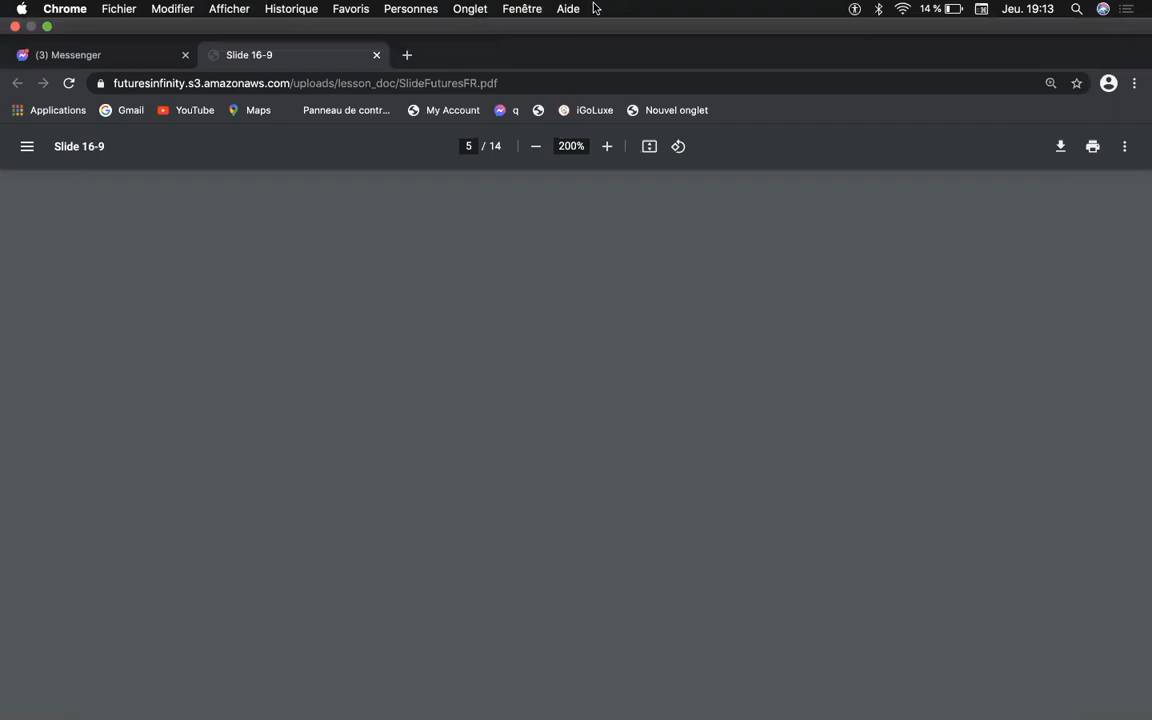 Chrome Fichier Modifier Afficher Historique Favoris Personnes Onglet Fenêtre Aide 14 % Jeu. 19:13
(3) Messenger Slide 16-9
futuresinfinity.s3.amazonaws.com/uploads/lesson_doc/SlideFuturesFR.pdf
Applications Gmail YouTube Maps Panneau de contr... My Account q iGoLuxe Nouvel onglet
Slide 16-9 5 / 14 200%